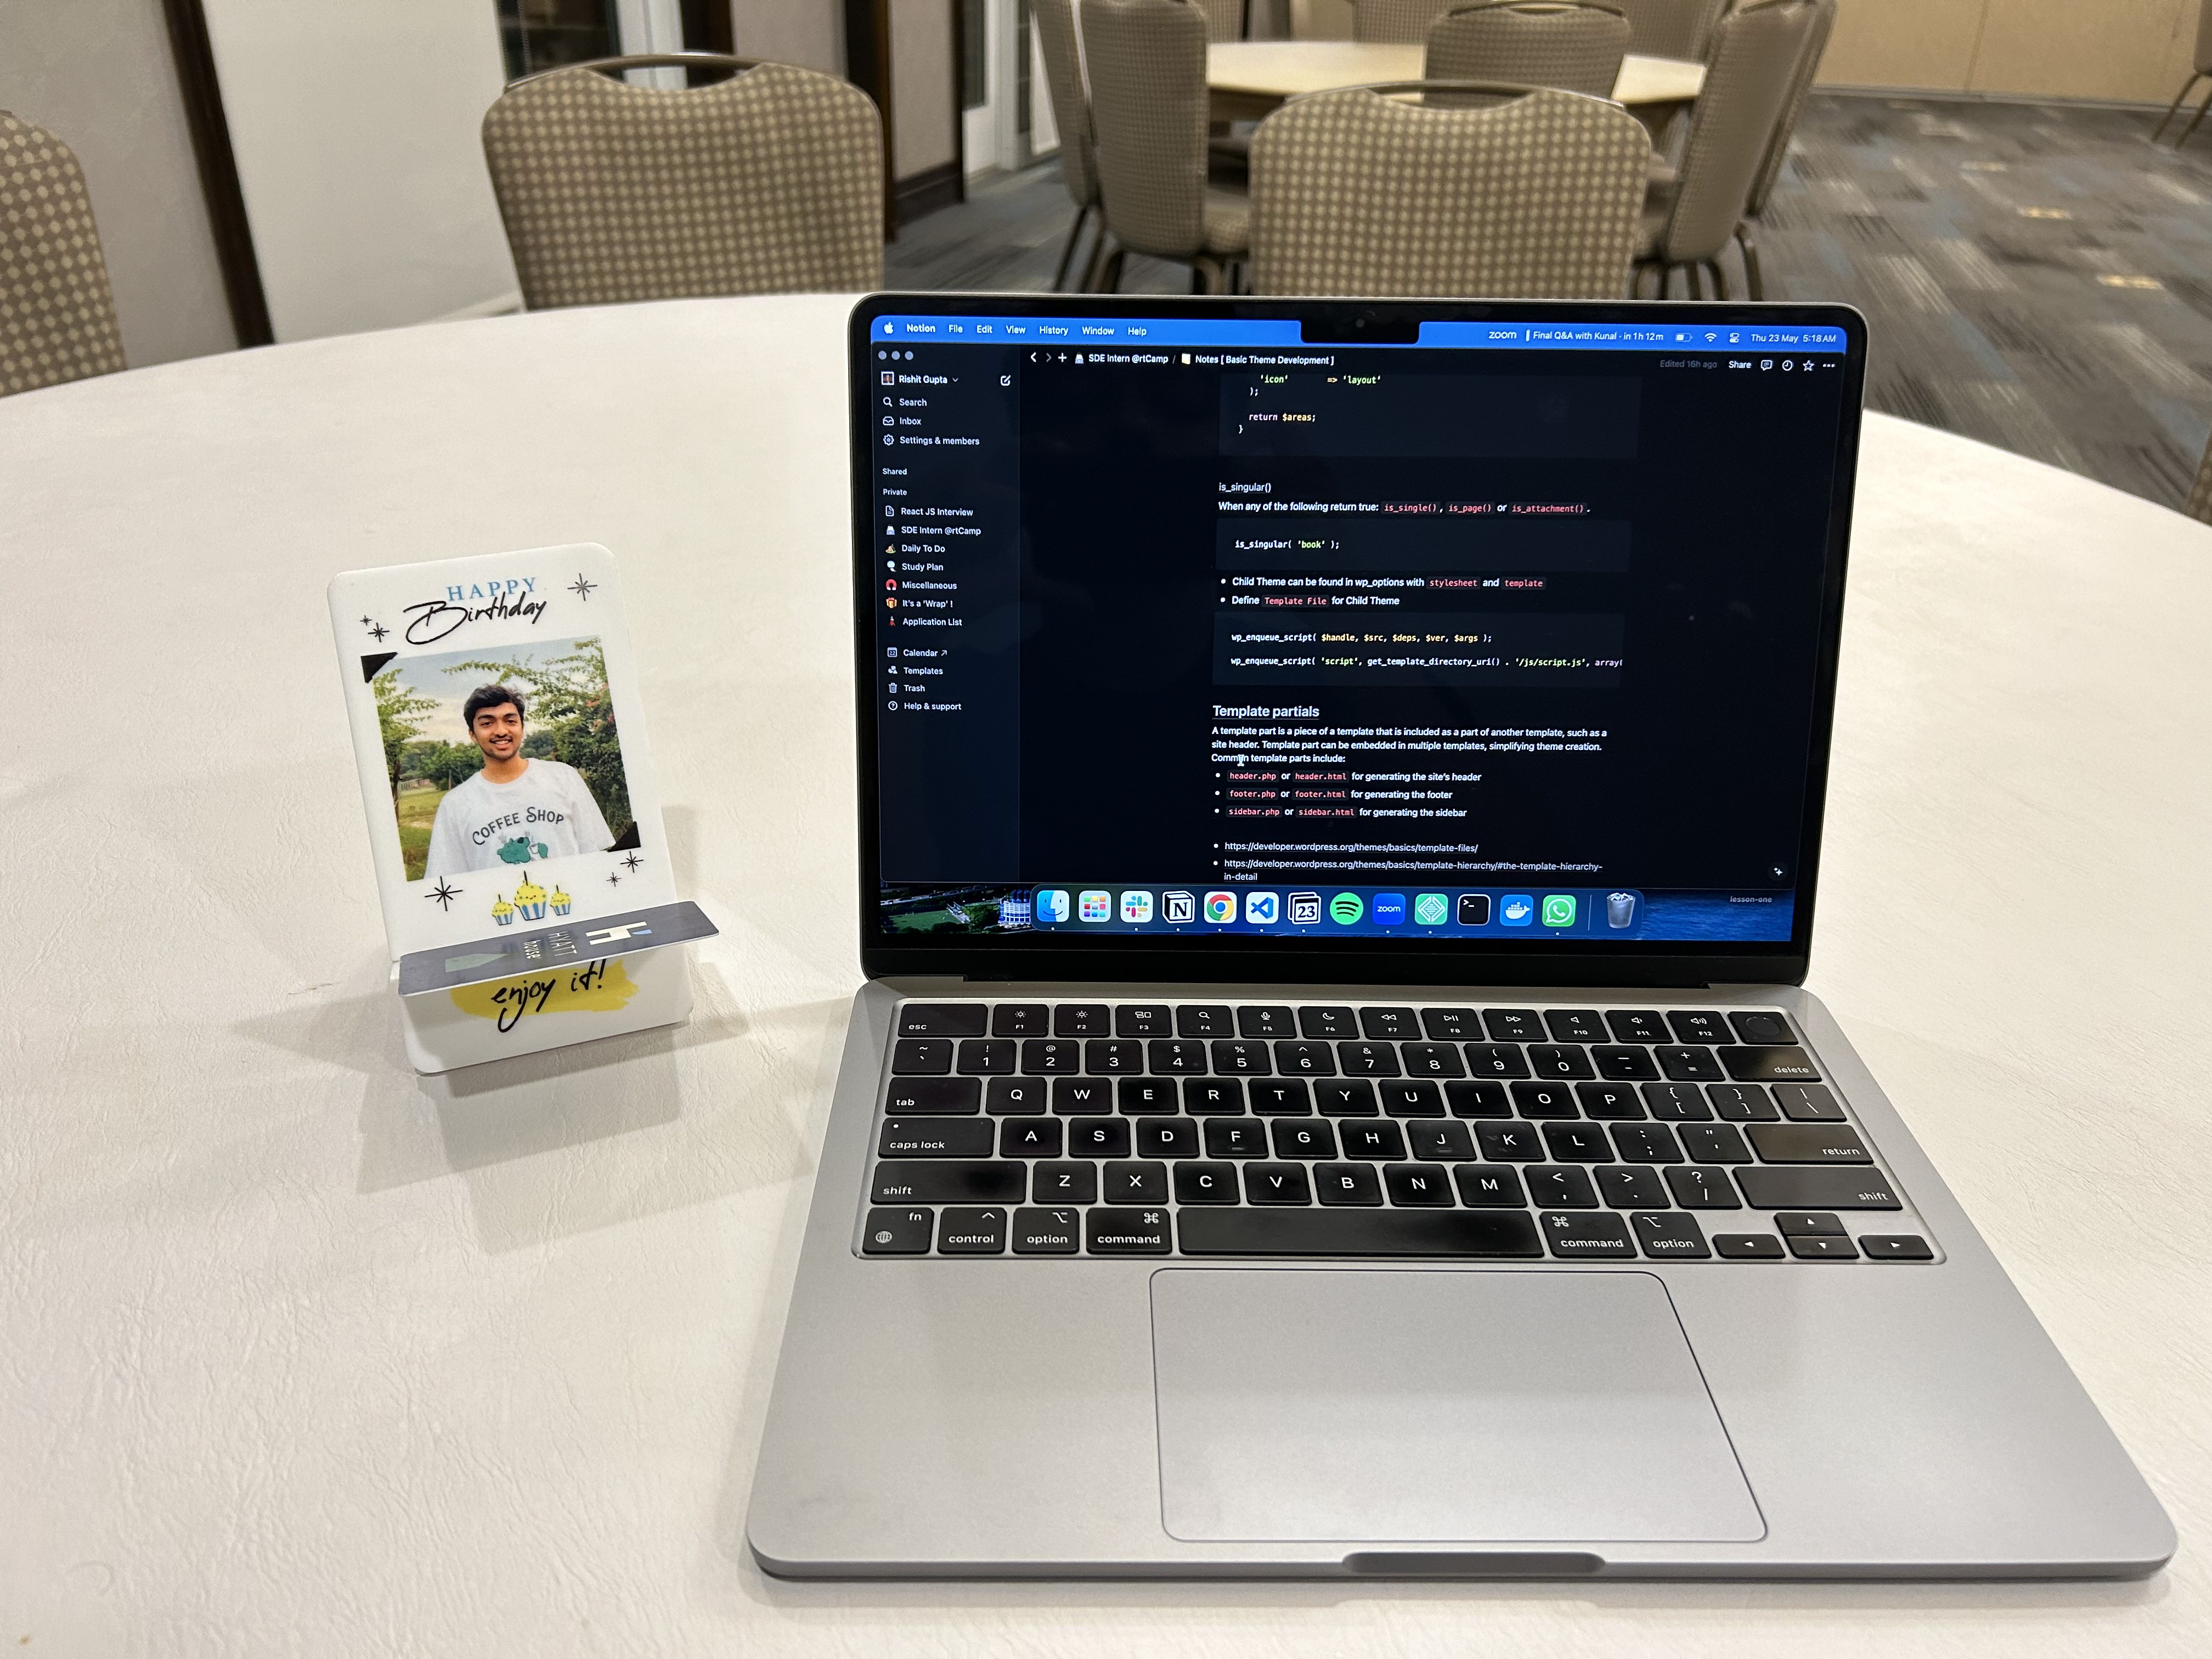 HAPPY
Birthday
COFFEE SHOP
HYATT
house
H
enjoy it!
Notion File Edit View History Window Help
zoom Final Q&A with Kunal · in 1h 12m Thu 23 May 5:18 AM
SDE Intern @rtCamp / Notes [ Basic Theme Development ]
Edited 16h ago Share
Rishit Gupta
Search
Inbox
Settings & members
Shared
Private
React JS Interview
SDE Intern @rtCamp
Daily To Do
Study Plan
Miscellaneous
It's a 'Wrap' !
Application List
Calendar ↗
Templates
Trash
Help & support
'icon' => 'layout'
);
return $areas;
}
is_singular()
When any of the following return true: is_single() , is_page() or is_attachment() .
is_singular( 'book' );
• Child Theme can be found in wp_options with stylesheet and template
• Define Template File for Child Theme
wp_enqueue_script( $handle, $src, $deps, $ver, $args );
wp_enqueue_script( 'script', get_template_directory_uri() . '/js/script.js', array(
Template partials
A template part is a piece of a template that is included as a part of another template, such as a
site header. Template part can be embedded in multiple templates, simplifying theme creation.
Common template parts include:
• header.php or header.html for generating the site's header
• footer.php or footer.html for generating the footer
• sidebar.php or sidebar.html for generating the sidebar
• https://developer.wordpress.org/themes/basics/template-files/
• https://developer.wordpress.org/themes/basics/template-hierarchy/#the-template-hierarchy-
in-detail
lesson-one
N 23 zoom >_
esc F1 F2 F3 F4 F5 F6 F7 F8 F9 F10 F11 F12
~ ! @ # $ % ^ & * ( ) — +
` 1 2 3 4 5 6 7 8 9 0 - = delete
tab Q W E R T Y U I O P { [ } ] | \
caps lock A S D F G H J K L : ; " ' return
shift Z X C V B N M < , > . ? / shift
fn control option command command option